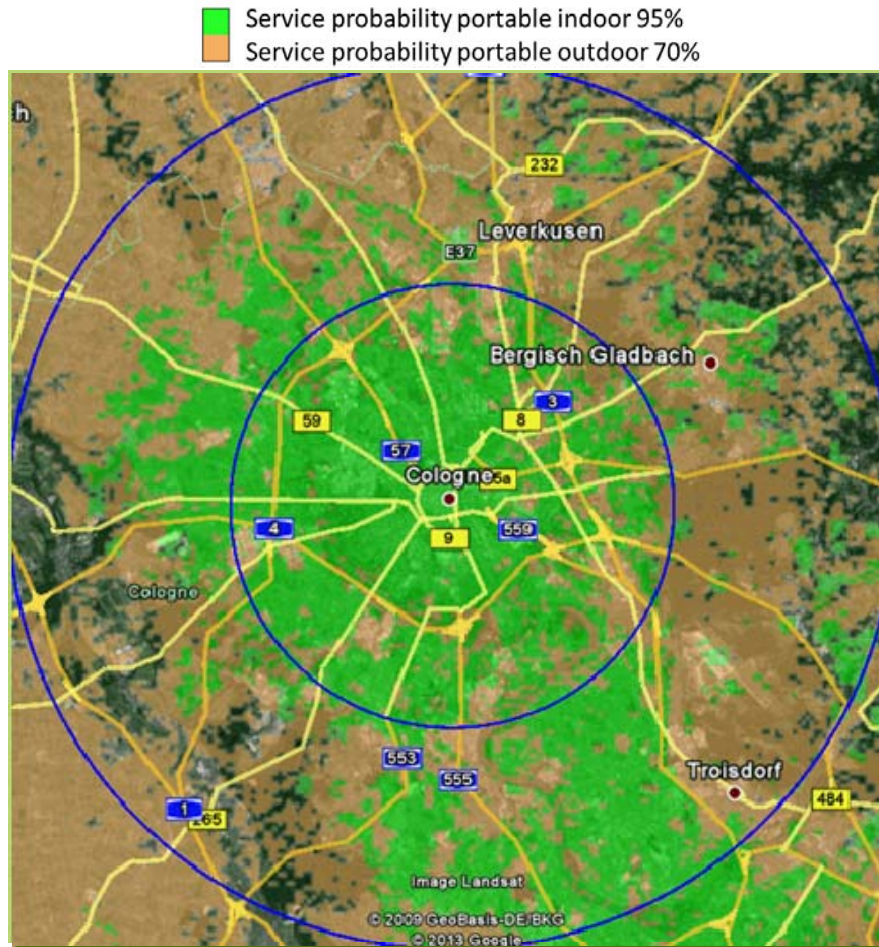 Service probability portable indoor 95%
Service probability portable outdoor 70%
h
232
Leverkusen
E37
Bergisch Gladbach
3
8
59
57
Cologne
5a
4
559
9
Cologne
553
555
Troisdorf
484
1
265
Image Landsat
© 2009 GeoBasis-DE/BKG
© 2013 Google